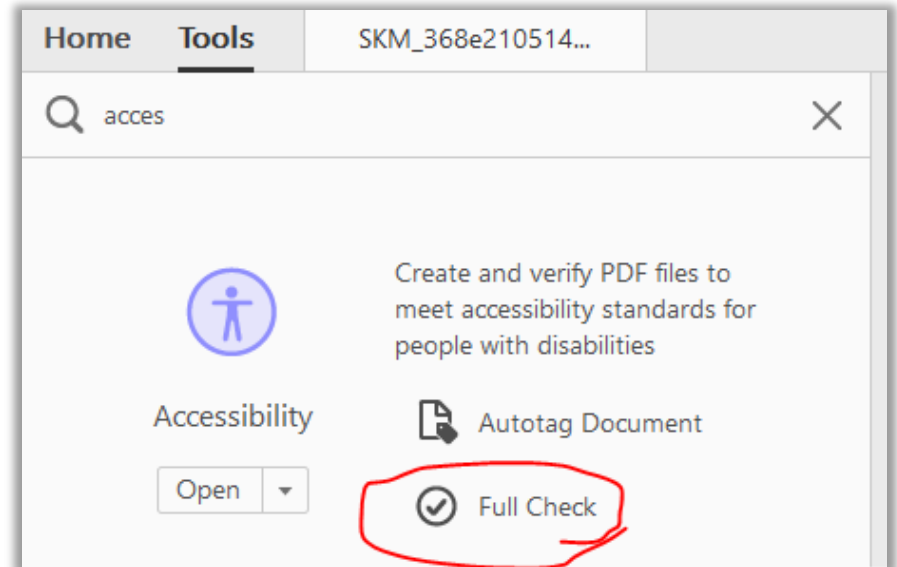 Home Tools SKM_368e210514...
acces
Create and verify PDF files to
meet accessibility standards for
people with disabilities
Accessibility
Autotag Document
Open
Full Check